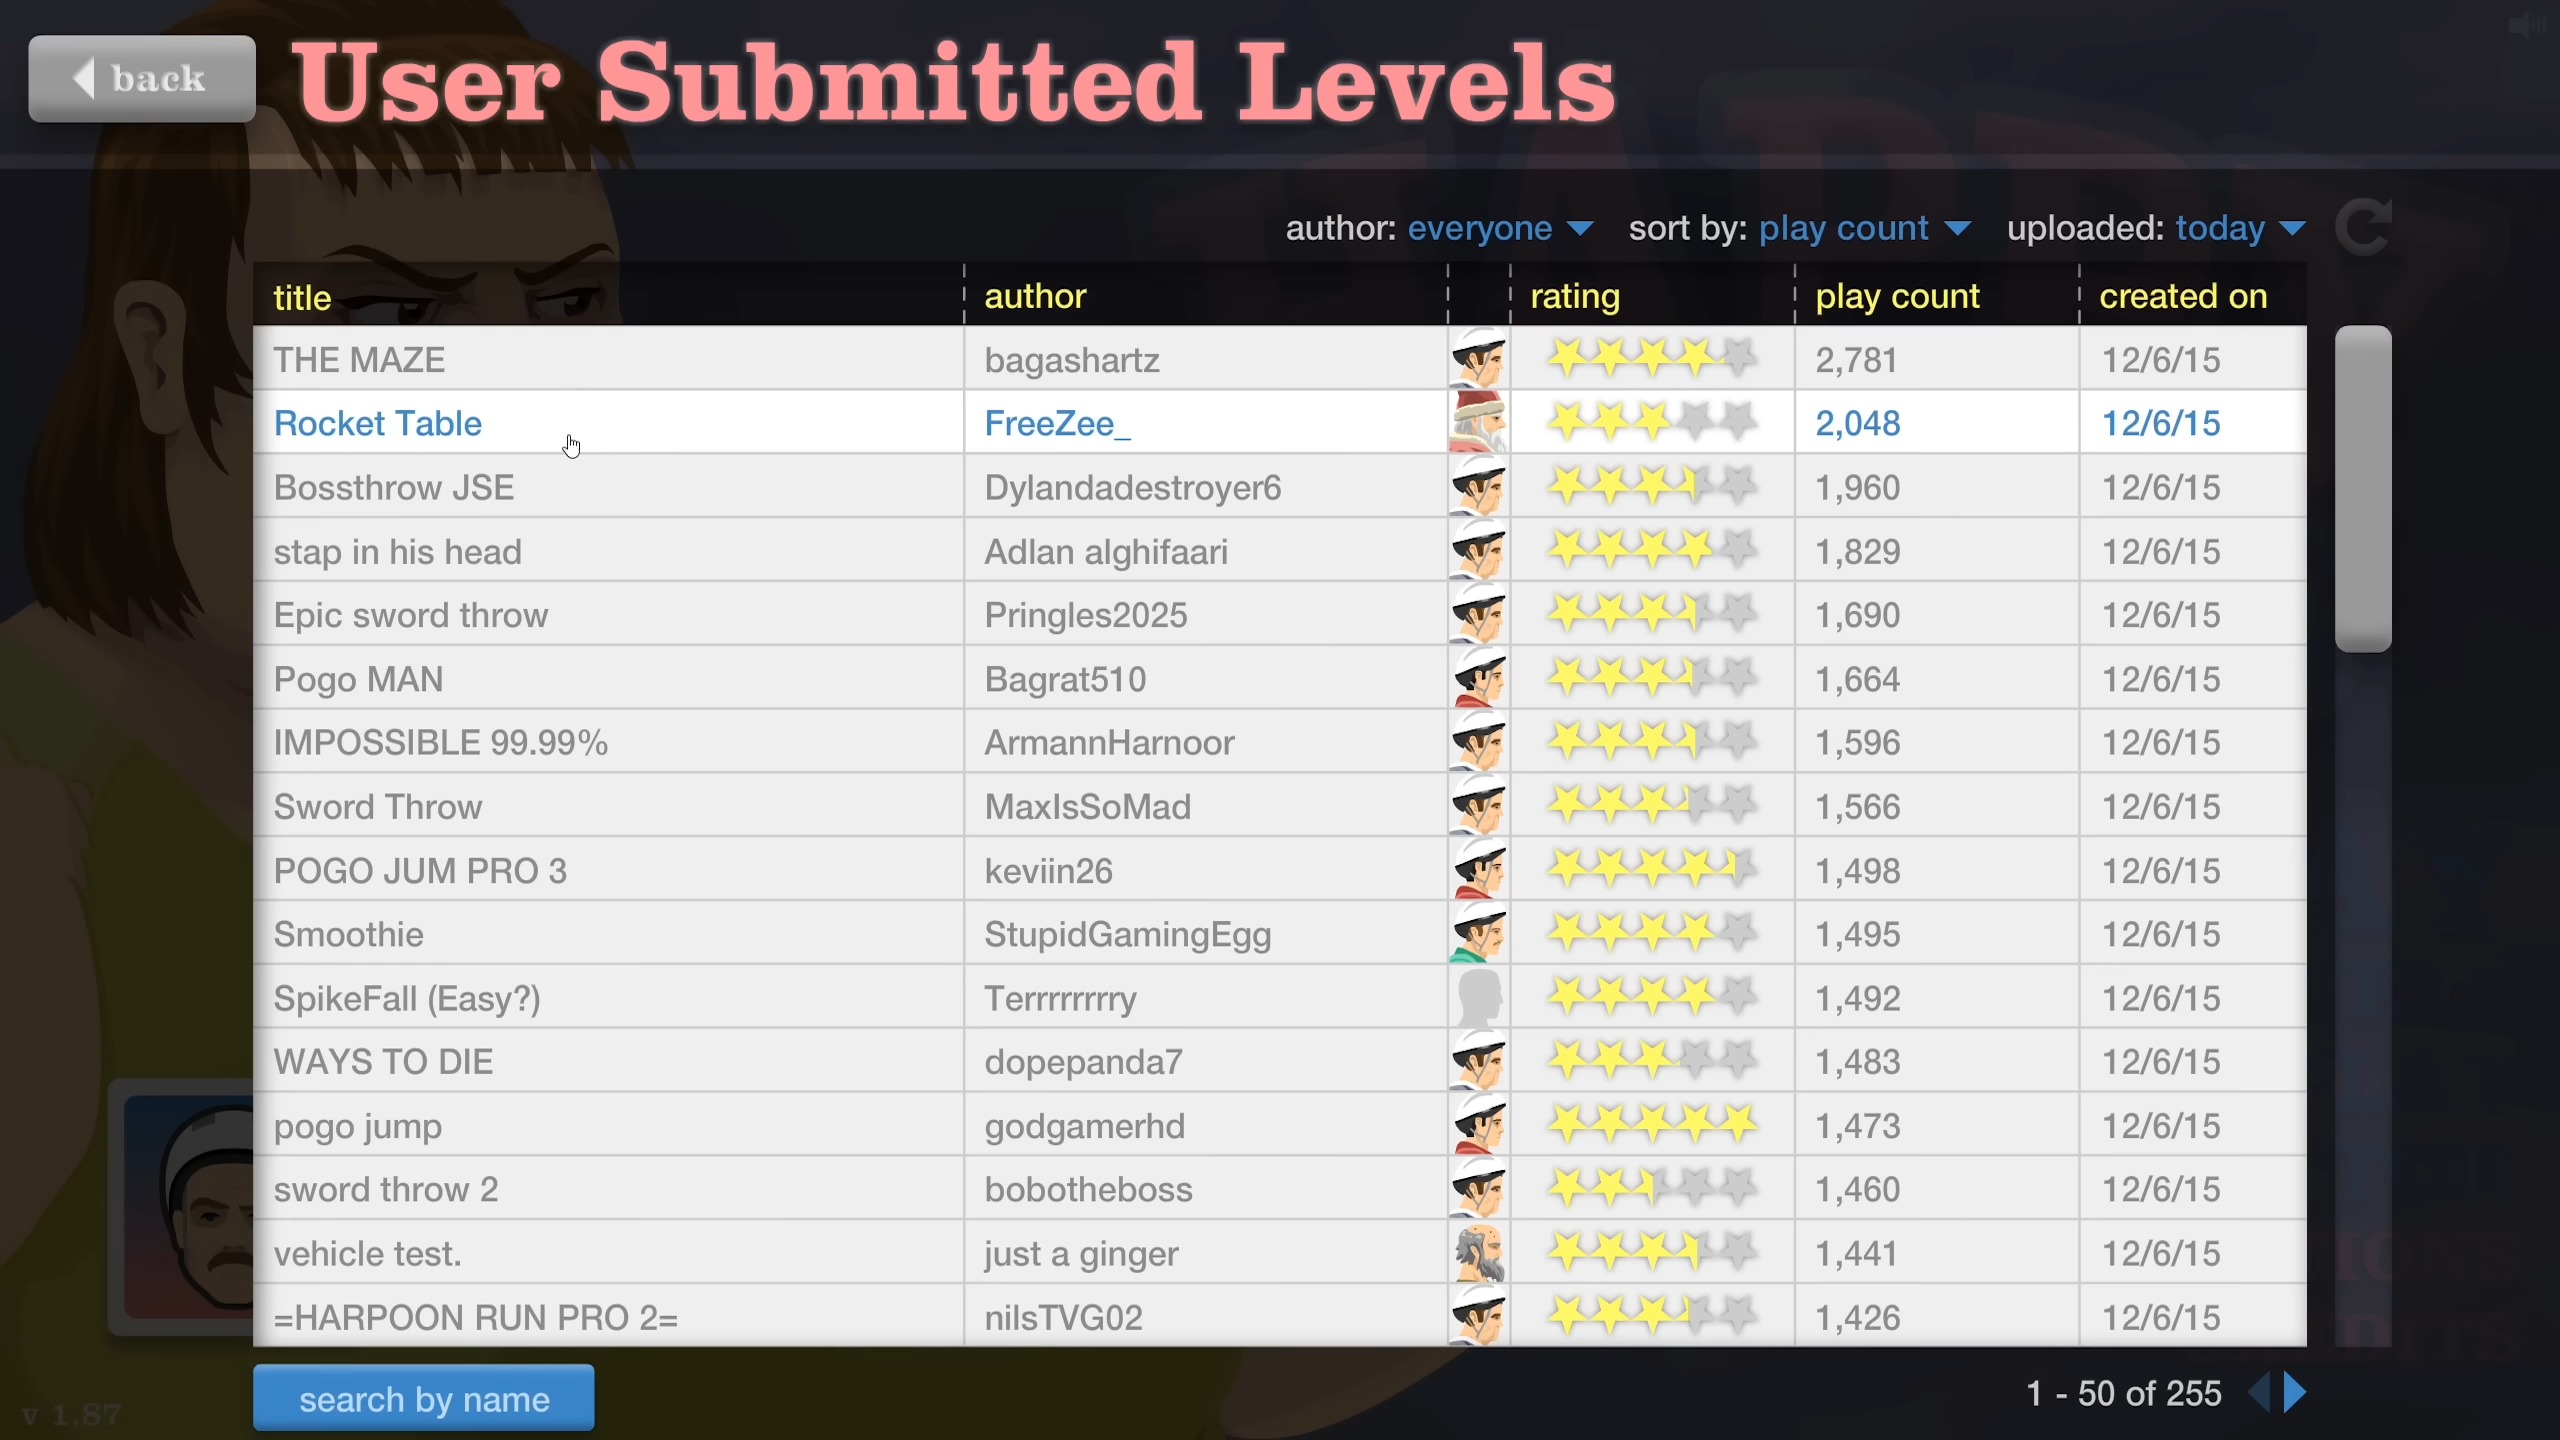 back
User Submitted Levels
author: everyone sort by: play count uploaded: today
title author rating play count created on
THE MAZE bagashartz 2,781 12/6/15
Rocket Table FreeZee_ 2,048 12/6/15
Bossthrow JSE Dylandadestroyer6 1,960 12/6/15
stap in his head Adlan alghifaari 1,829 12/6/15
Epic sword throw Pringles2025 1,690 12/6/15
Pogo MAN Bagrat510 1,664 12/6/15
IMPOSSIBLE 99.99% ArmannHarnoor 1,596 12/6/15
Sword Throw MaxIsSoMad 1,566 12/6/15
POGO JUM PRO 3 keviin26 1,498 12/6/15
Smoothie StupidGamingEgg 1,495 12/6/15
SpikeFall (Easy?) Terrrrrrrry 1,492 12/6/15
WAYS TO DIE dopepanda7 1,483 12/6/15
pogo jump godgamerhd 1,473 12/6/15
sword throw 2 bobotheboss 1,460 12/6/15
vehicle test. just a ginger 1,441 12/6/15
=HARPOON RUN PRO 2= nilsTVG02 1,426 12/6/15
search by name
1 - 50 of 255
v 1.87